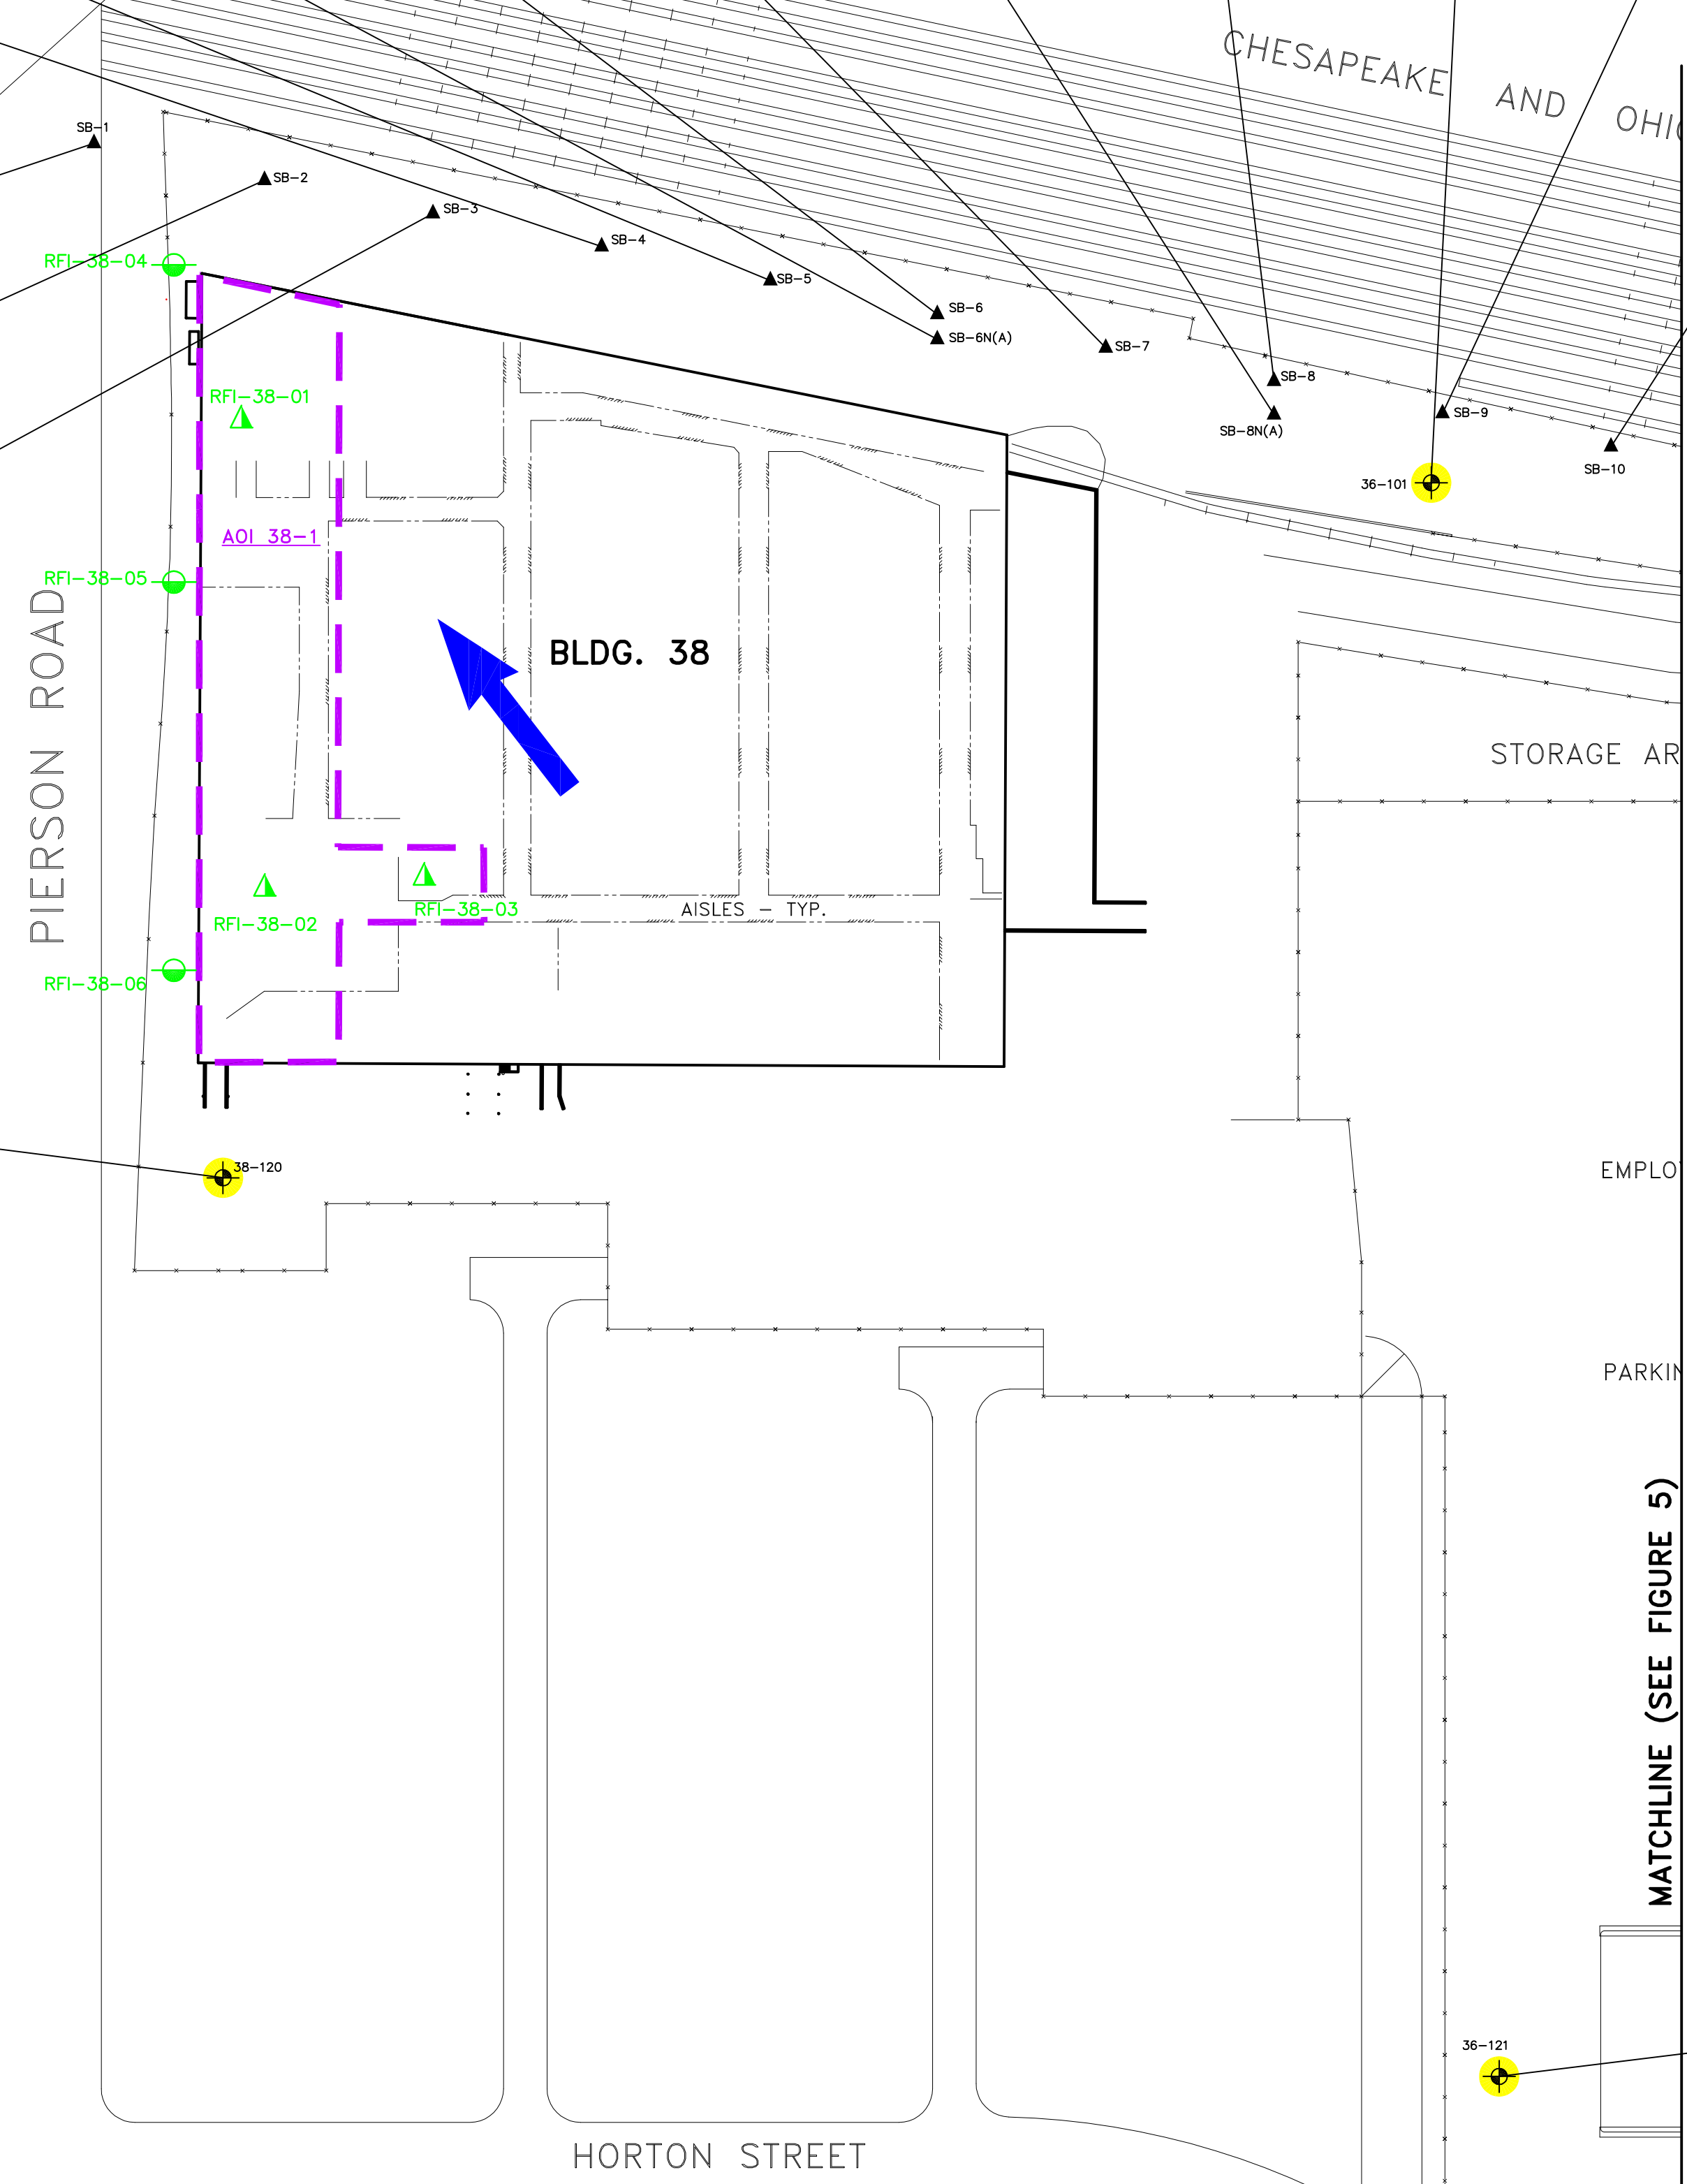 CHESAPEAKE AND OHIO
SB-1
SB-2
SB-3
SB-4
SB-5
SB-6
SB-6N(A)
SB-7
SB-8
SB-8N(A)
SB-9
SB-10
36-101
RFI-38-04
RFI-38-01
AOI 38-1
RFI-38-05
PIERSON ROAD
BLDG. 38
STORAGE AR
RFI-38-03
AISLES - TYP.
RFI-38-02
RFI-38-06
38-120
EMPLOY
PARKIN
MATCHLINE (SEE FIGURE 5)
36-121
HORTON STREET